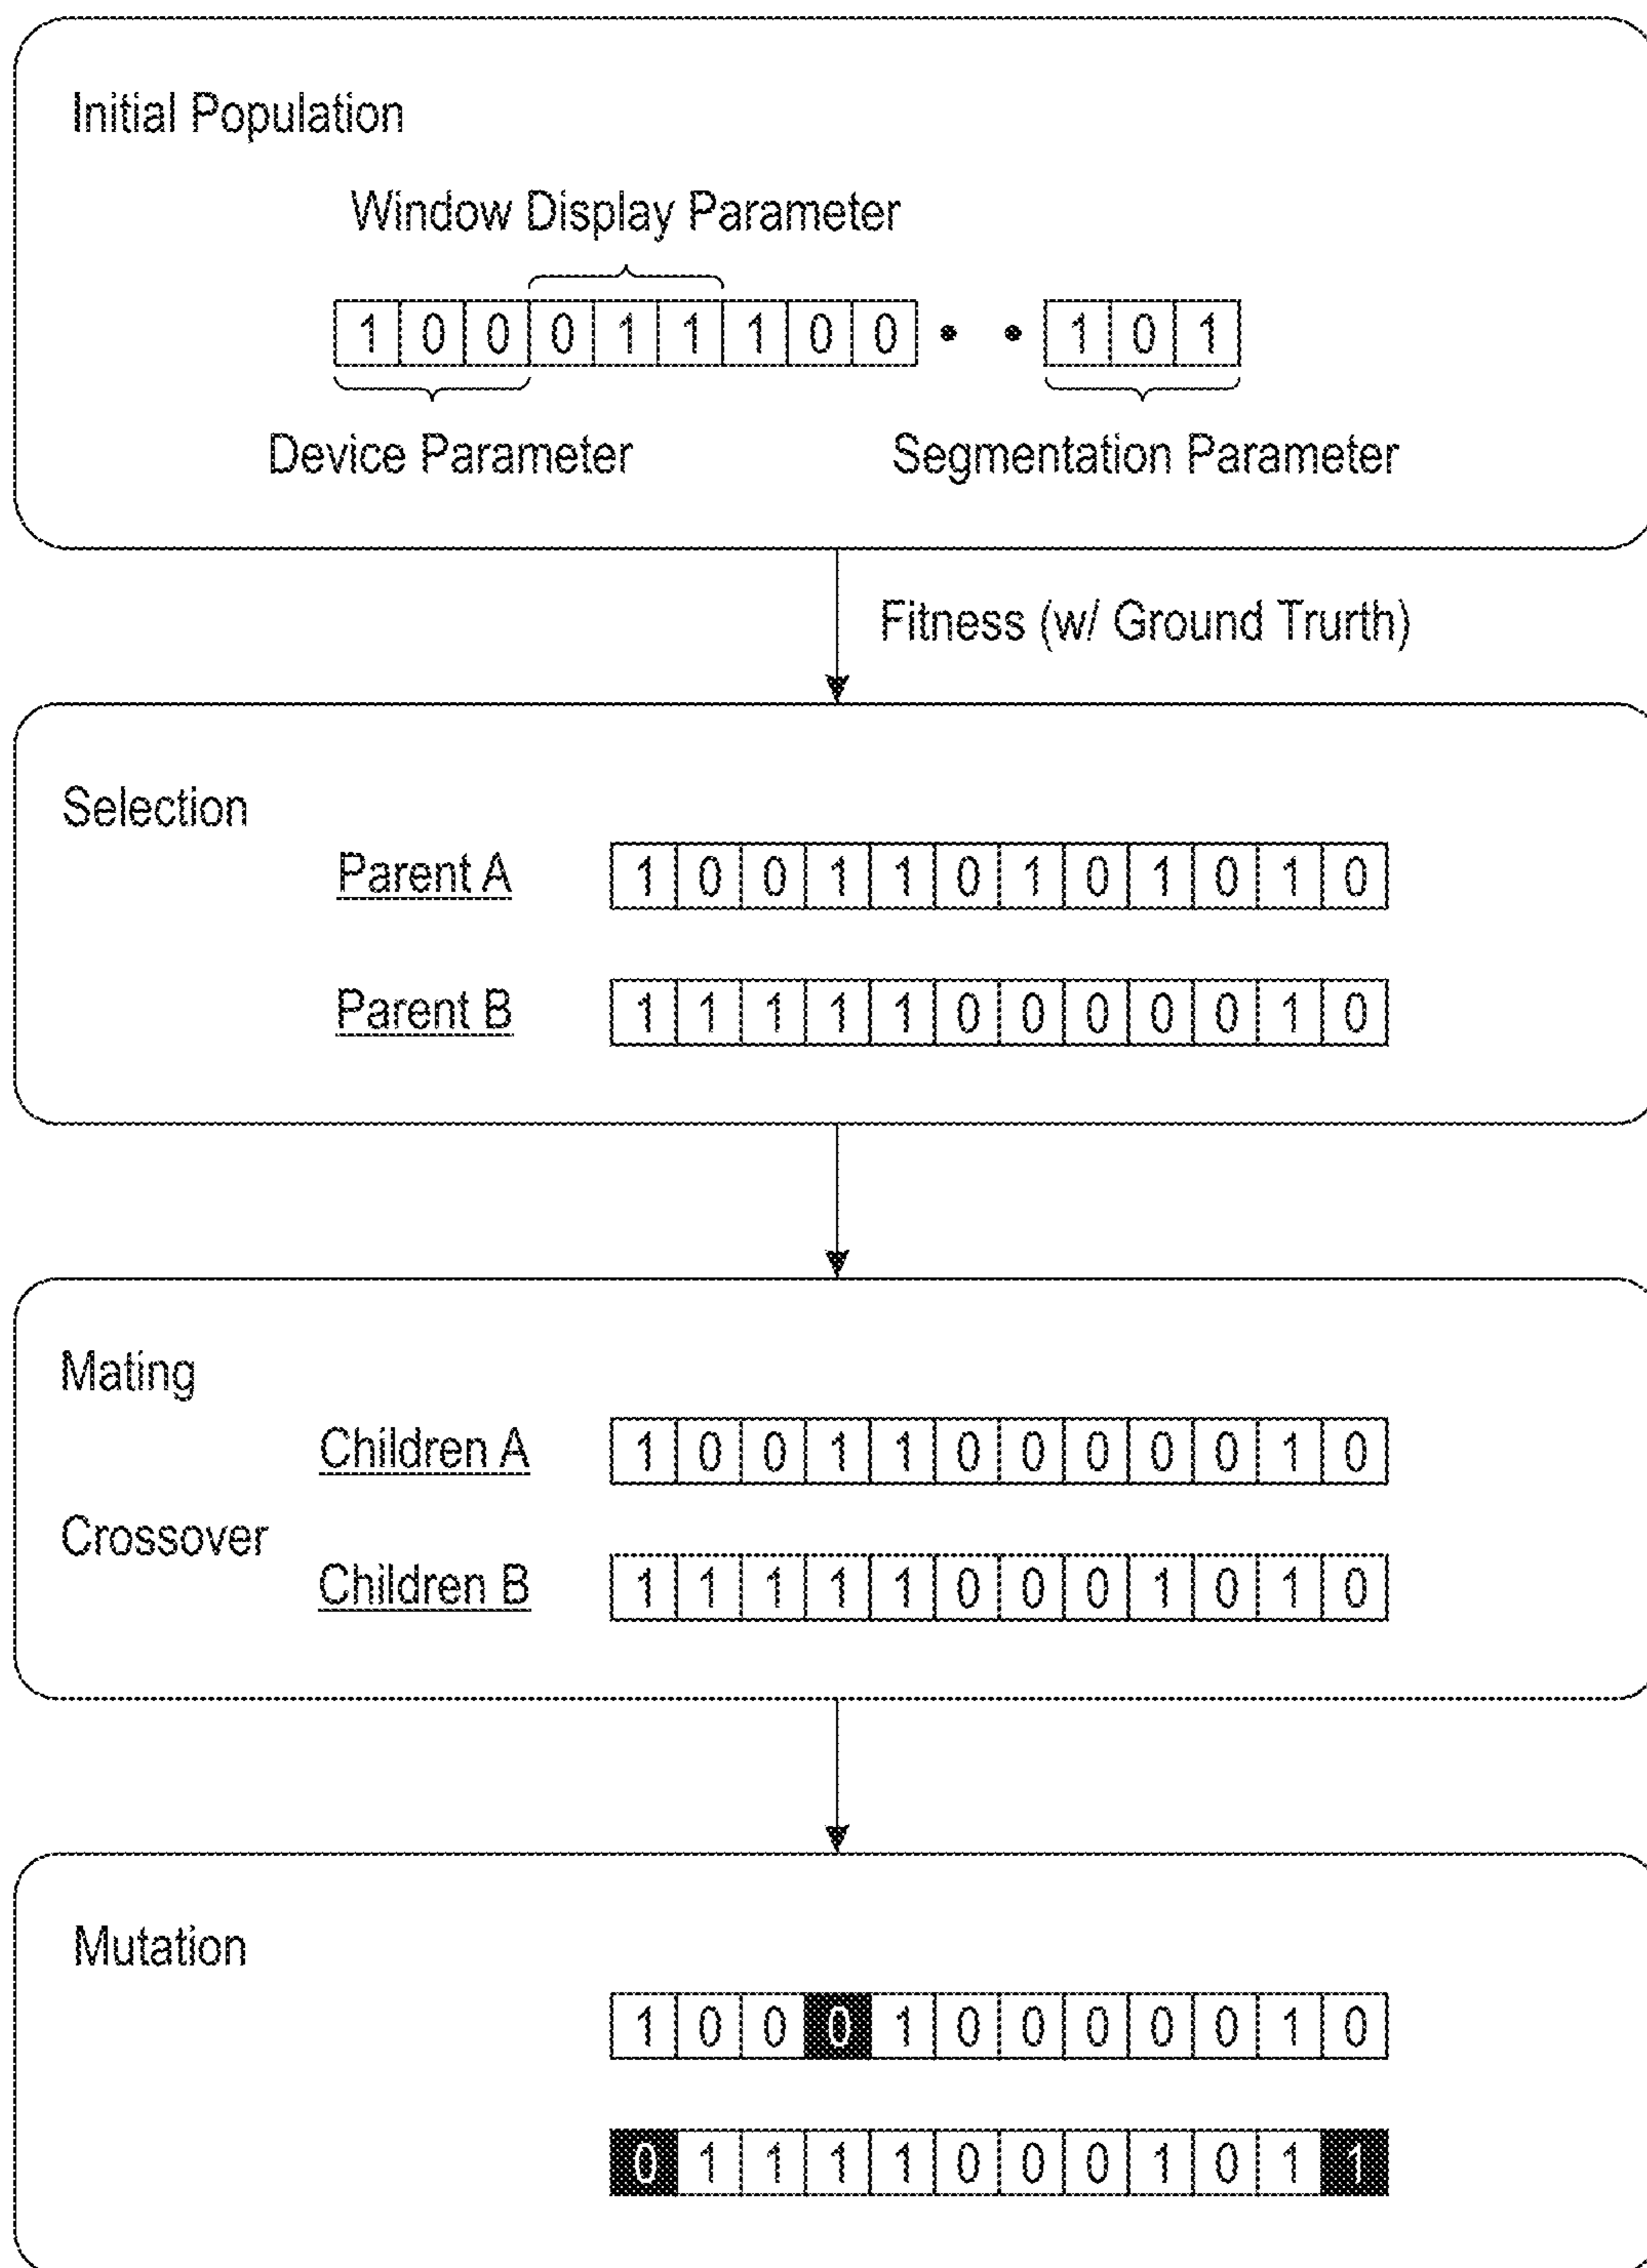 Initial Population
Window Display Parameter
1 0 0 0 1 1 1 0 0 • • 1 0 1
Device Parameter Segmentation Parameter
Fitness (w/ Ground Trurth)
Selection
Parent A 1 0 0 1 1 0 1 0 1 0 1 0
Parent B 1 1 1 1 1 0 0 0 0 0 1 0
Mating
Children A 1 0 0 1 1 0 0 0 0 0 1 0
Crossover
Children B 1 1 1 1 1 0 0 0 1 0 1 0
Mutation
1 0 0 0 1 0 0 0 0 0 1 0
0 1 1 1 1 0 0 0 1 0 1 1